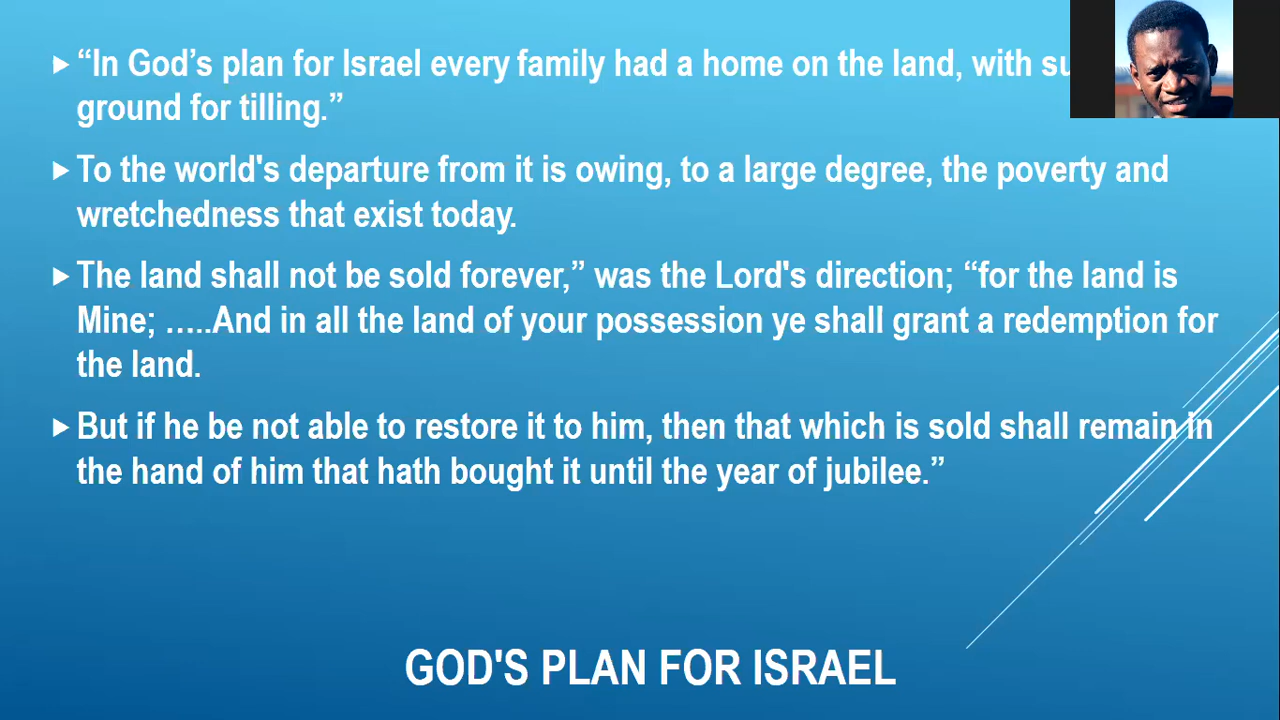 “In God’s plan for Israel every family had a home on the land, with
ground for tilling.”
To the world's departure from it is owing, to a large degree, the poverty and
wretchedness that exist today.
The land shall not be sold forever,” was the Lord's direction; “for the land is
Mine; …..And in all the land of your possession ye shall grant a redemption for
the land.
But if he be not able to restore it to him, then that which is sold shall remain in
the hand of him that hath bought it until the year of jubilee.”
GOD'S PLAN FOR ISRAEL